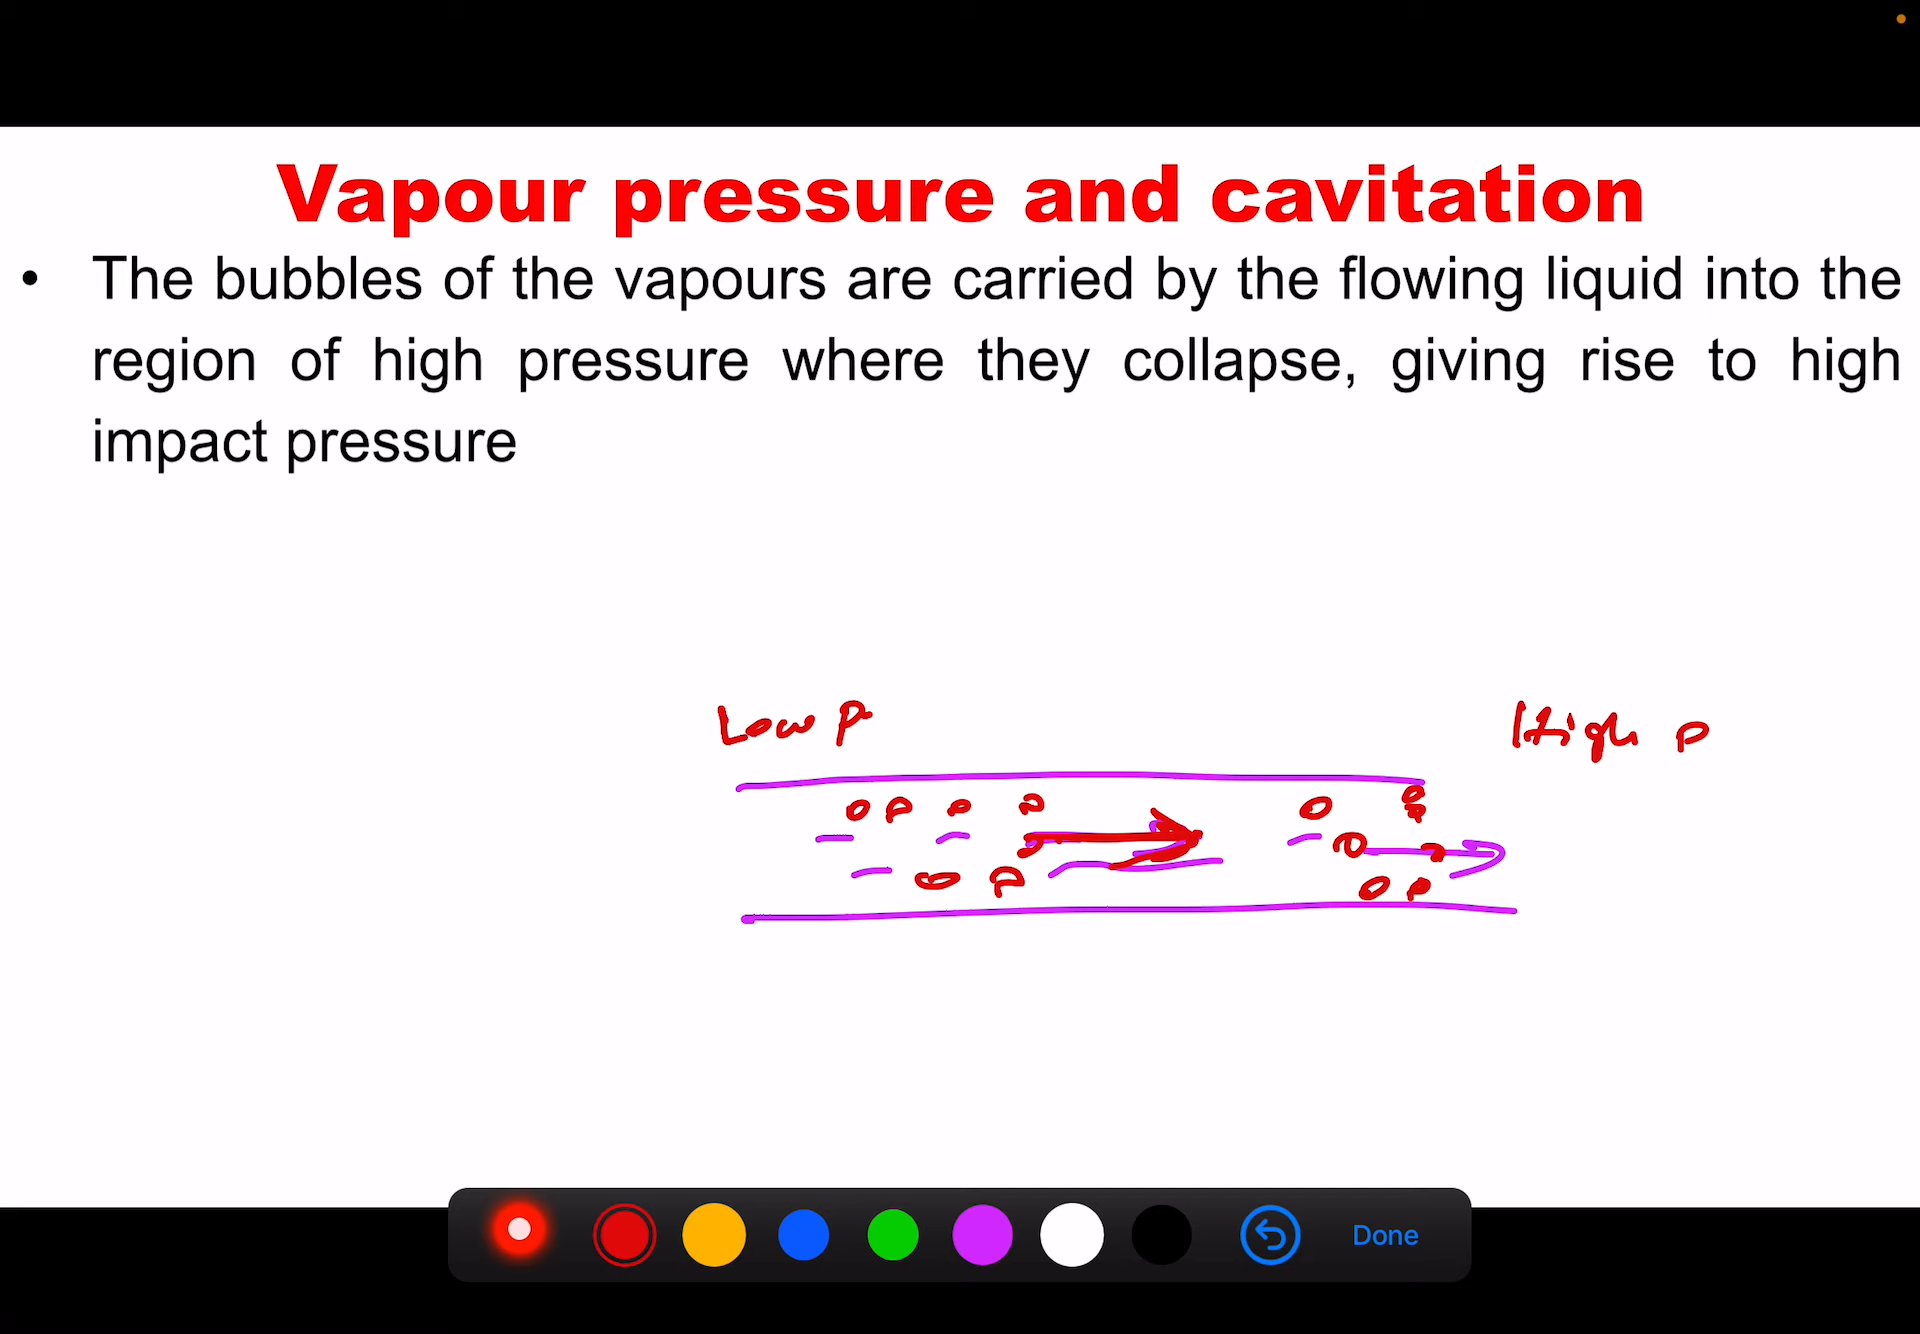 Vapour pressure and cavitation
• The bubbles of the vapours are carried by the flowing liquid into the
region of high pressure where they collapse, giving rise to high
impact pressure
Low P
High P
Done